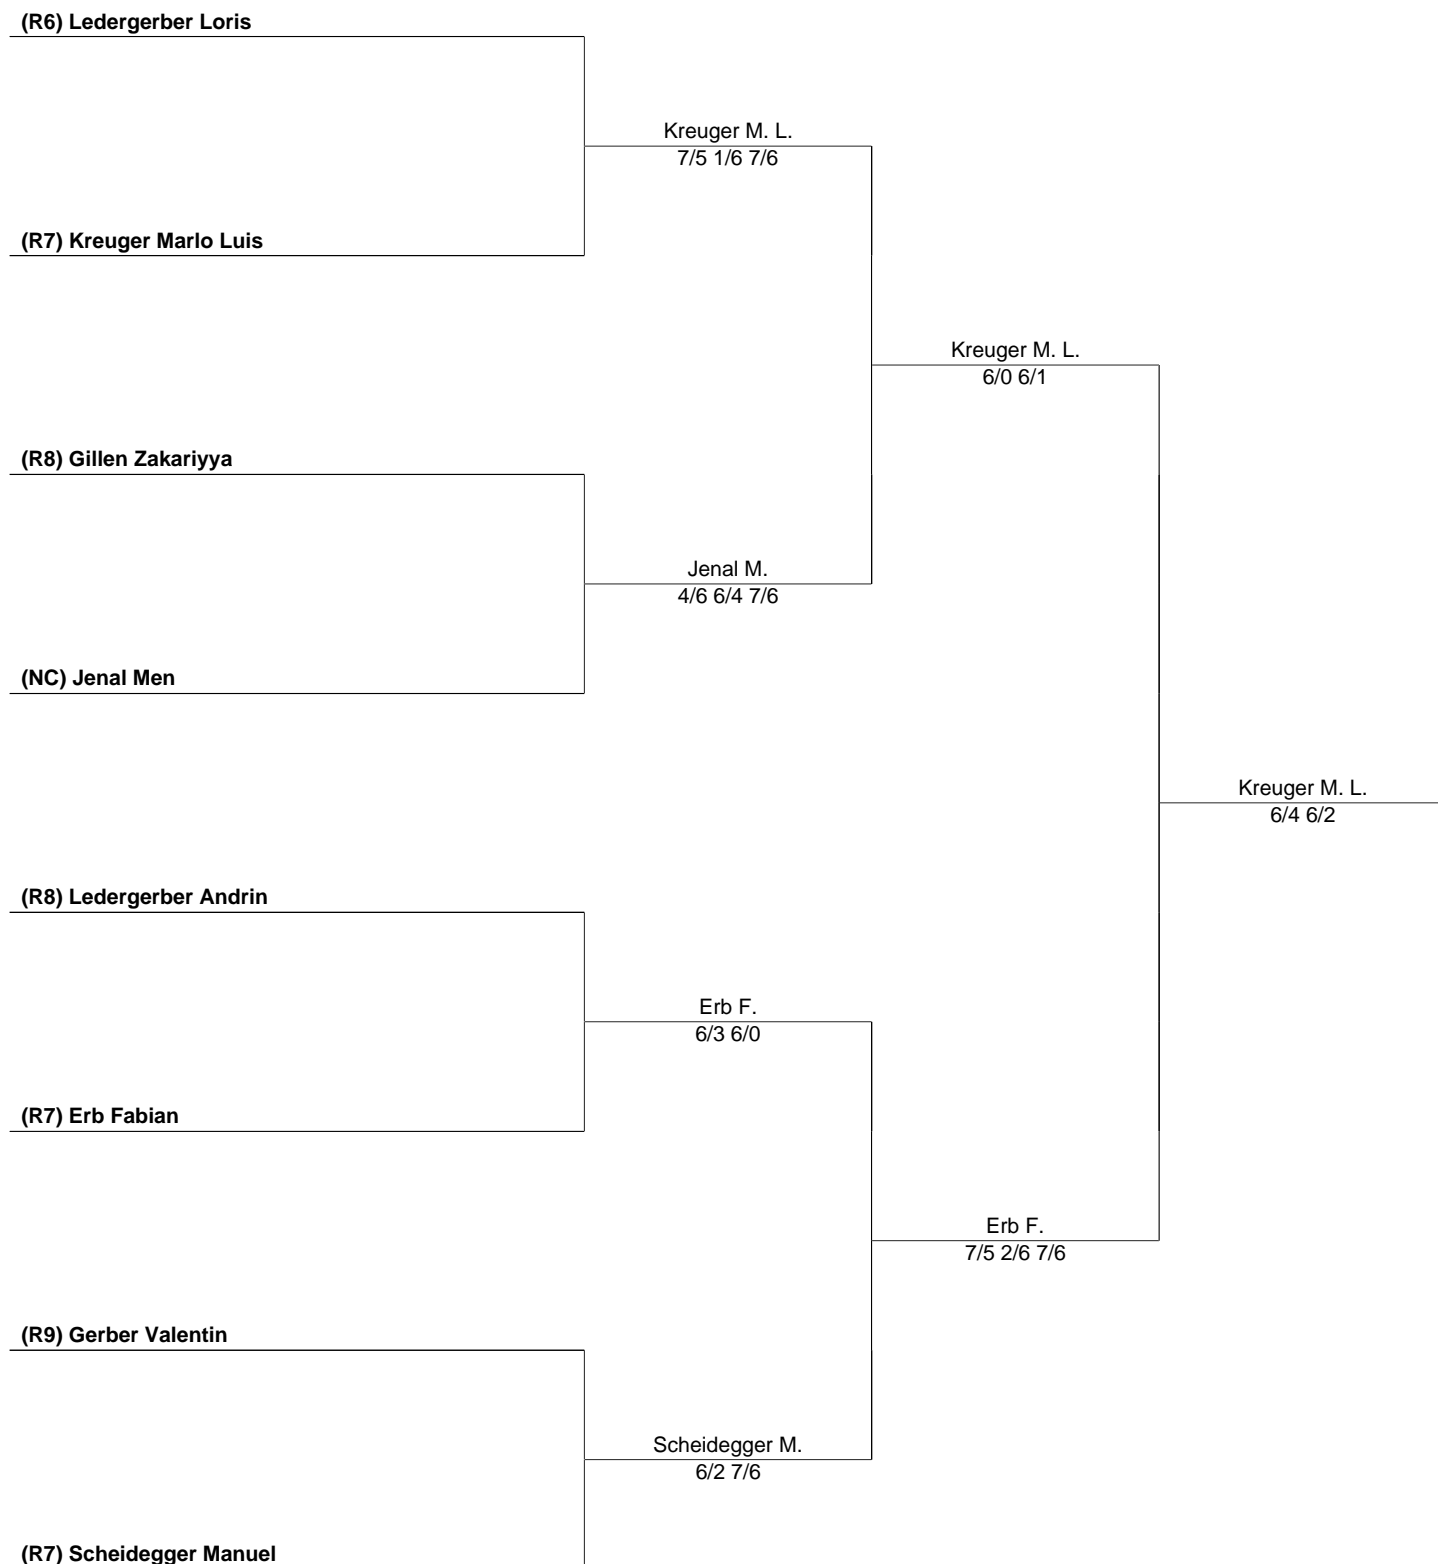 (R6) Ledergerber Loris
Kreuger M. L.
7/5 1/6 7/6
(R7) Kreuger Marlo Luis
Kreuger M. L.
6/0 6/1
(R8) Gillen Zakariyya
Jenal M.
4/6 6/4 7/6
(NC) Jenal Men
Kreuger M. L.
6/4 6/2
(R8) Ledergerber Andrin
Erb F.
6/3 6/0
(R7) Erb Fabian
Erb F.
7/5 2/6 7/6
(R9) Gerber Valentin
Scheidegger M.
6/2 7/6
(R7) Scheidegger Manuel